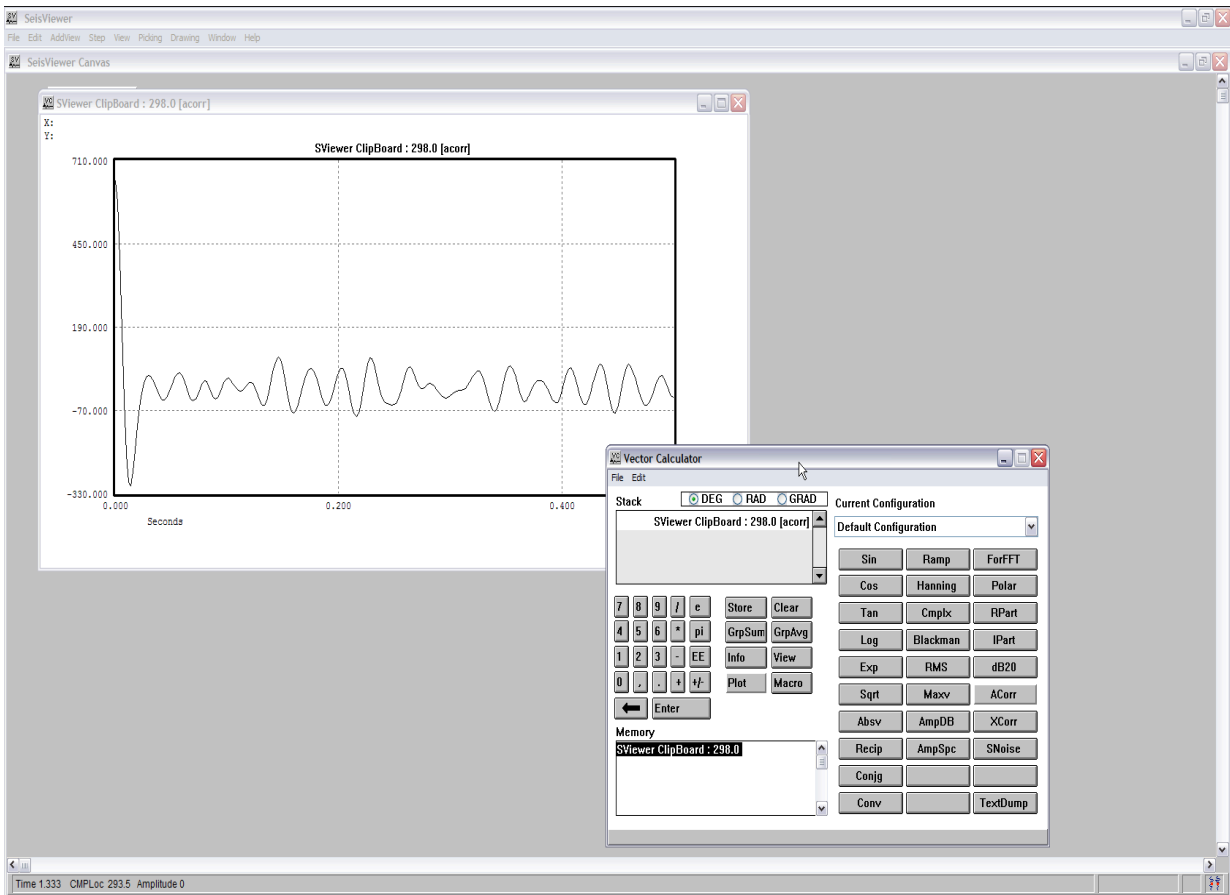 SeisViewer
File Edit AddView Step View Picking Drawing Window Help
SeisViewer Canvas
SViewer ClipBoard : 298.0 [acorr]
X:
Y:
SViewer ClipBoard : 298.0 [acorr]
710.000
450.000
190.000
-70.000
-330.000
0.000 0.200 0.400
Seconds
Vector Calculator
File Edit
Stack DEG RAD GRAD
SViewer ClipBoard : 298.0 [acorr]
7 8 9 / e Store Clear
4 5 6 * pi GrpSum GrpAvg
1 2 3 - EE Info View
0 , . + +/- Plot Macro
Enter
Memory
SViewer ClipBoard : 298.0
Current Configuration
Default Configuration
Sin Ramp ForFFT
Cos Hanning Polar
Tan Cmplx RPart
Log Blackman IPart
Exp RMS dB20
Sqrt Maxv ACorr
Absv AmpDB XCorr
Recip AmpSpc SNoise
Conjg
Conv TextDump
Time 1.333 CMPLoc 293.5 Amplitude 0